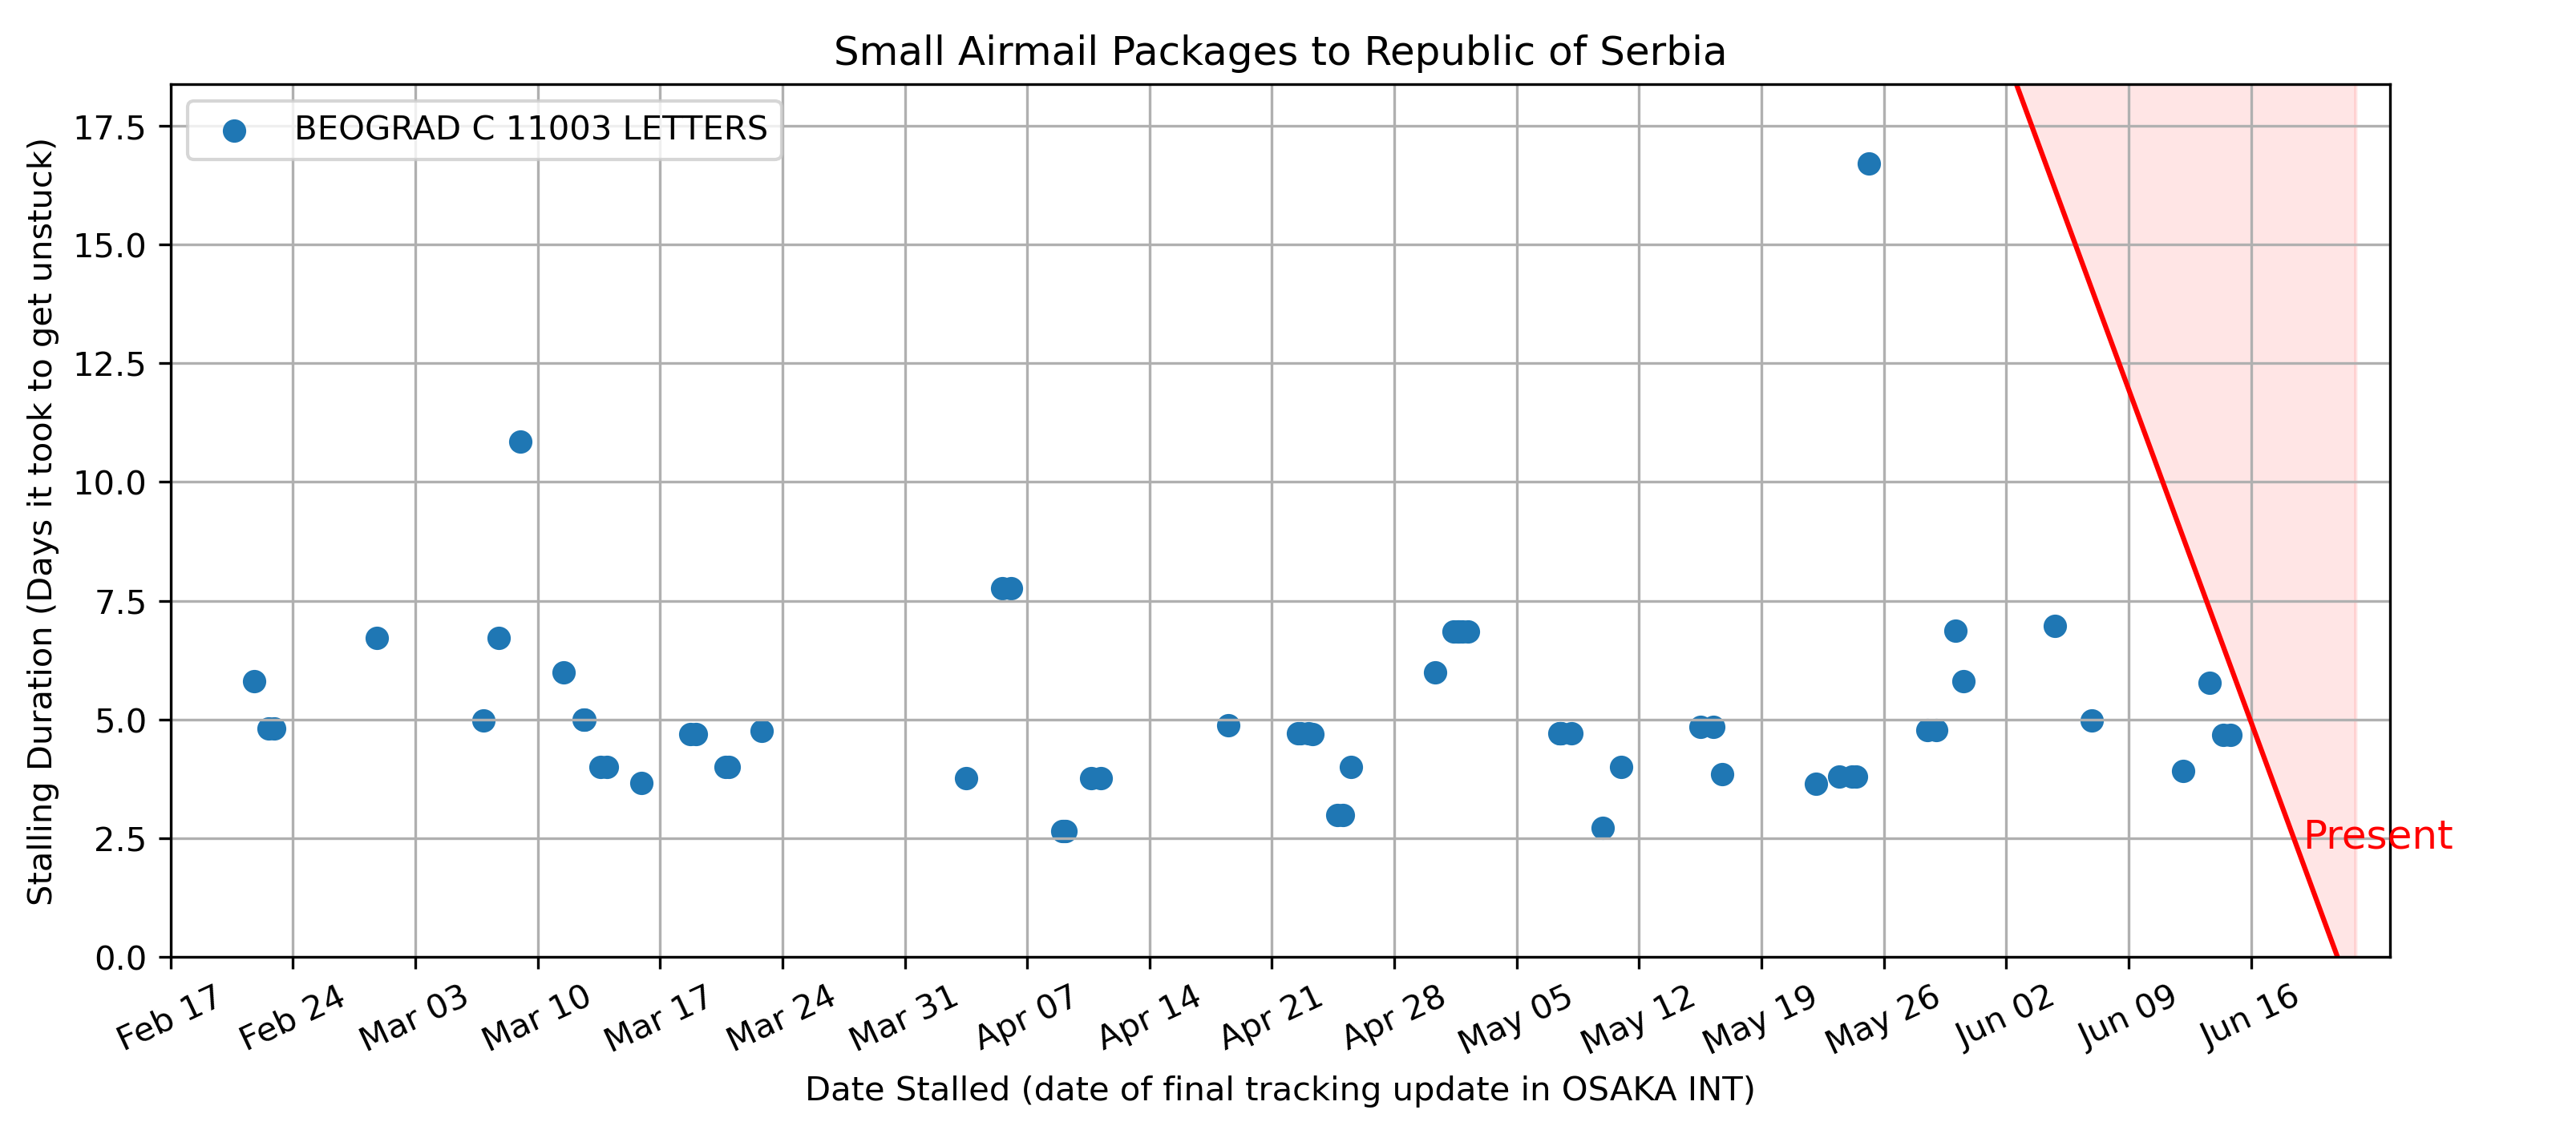 Small Airmail Packages to Republic of Serbia
BEOGRAD C 11003 LETTERS
Stalling Duration (Days it took to get unstuck)
17.5
15.0
12.5
10.0
7.5
5.0
2.5
0.0
Present
Feb 17
Feb 24
Mar 03
Mar 10
Mar 17
Mar 24
Mar 31
Apr 07
Apr 14
Apr 21
Apr 28
May 05
May 12
May 19
May 26
Jun 02
Jun 09
Jun 16
Date Stalled (date of final tracking update in OSAKA INT)